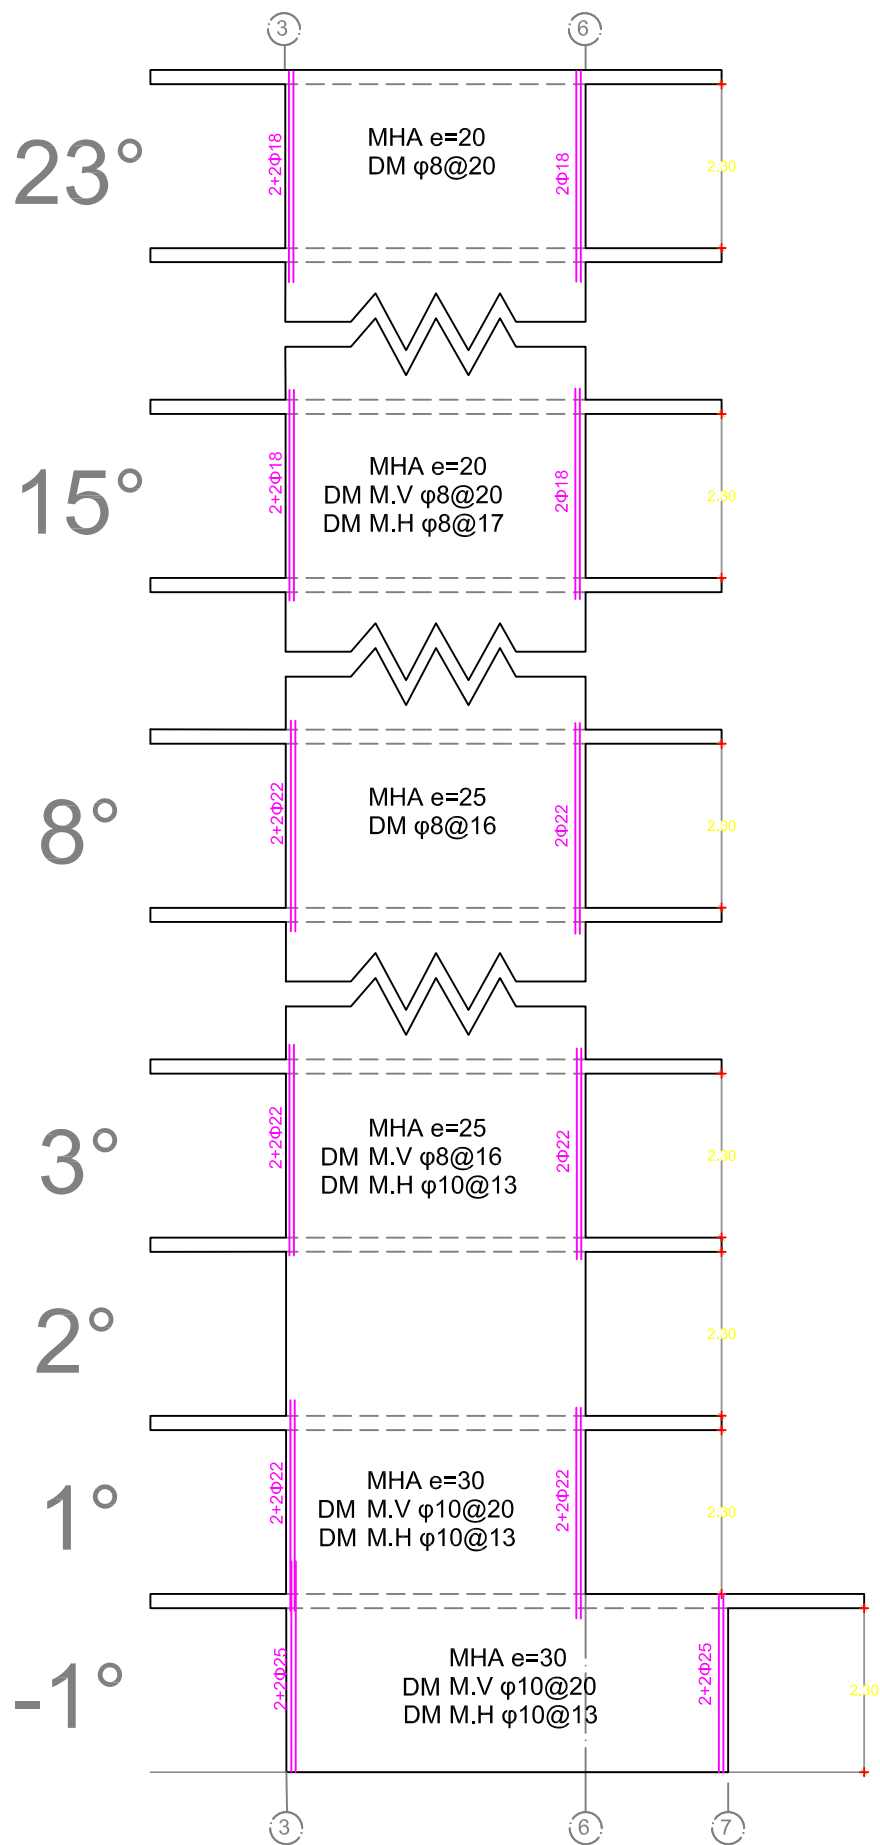 3
6
23°
2+2Φ18
MHA e=20
DM φ8@20
2Φ18
2.30
15°
2+2Φ18
MHA e=20
DM M.V φ8@20
DM M.H φ8@17
2Φ18
2.30
8°
2+2Φ22
MHA e=25
DM φ8@16
2Φ22
2.30
3°
2+2Φ22
MHA e=25
DM M.V φ8@16
DM M.H φ10@13
2Φ22
2.30
2°
2.30
1°
2+2Φ22
MHA e=30
DM M.V φ10@20
DM M.H φ10@13
2+2Φ22
2.30
-1°
2+2Φ25
MHA e=30
DM M.V φ10@20
DM M.H φ10@13
2+2Φ25
2.30
3
6
7